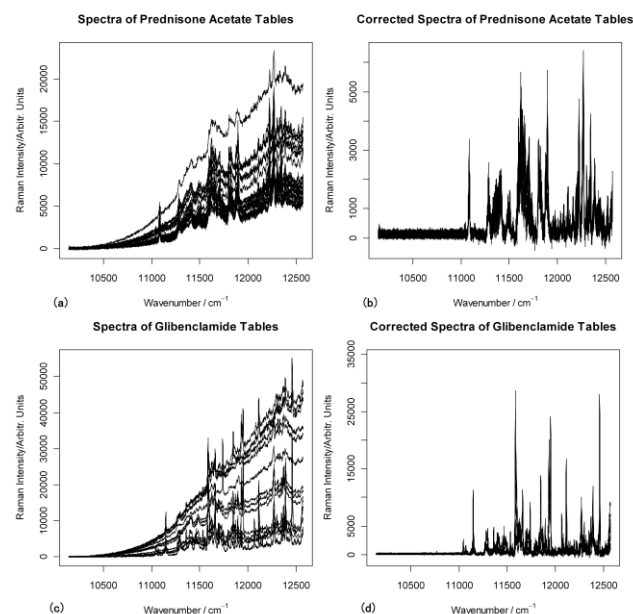 Spectra of Prednisone Acetate Tables
Raman Intensity/Arbitr. Units
0 5000 10000 15000 20000
10500 11000 11500 12000 12500
(a) Wavenumber / cm⁻¹
Corrected Spectra of Prednisone Acetate Tables
Raman Intensity/Arbitr. Units
0 1000 3000 5000
10500 11000 11500 12000 12500
(b) Wavenumber / cm⁻¹
Spectra of Glibenclamide Tables
Raman Intensity/Arbitr. Units
0 10000 20000 30000 40000 50000
10500 11000 11500 12000 12500
(c) Wavenumber / cm⁻¹
Corrected Spectra of Glibenclamide Tables
Raman Intensity/Arbitr. Units
0 5000 15000 25000 35000
10500 11000 11500 12000 12500
(d) Wavenumber / cm⁻¹